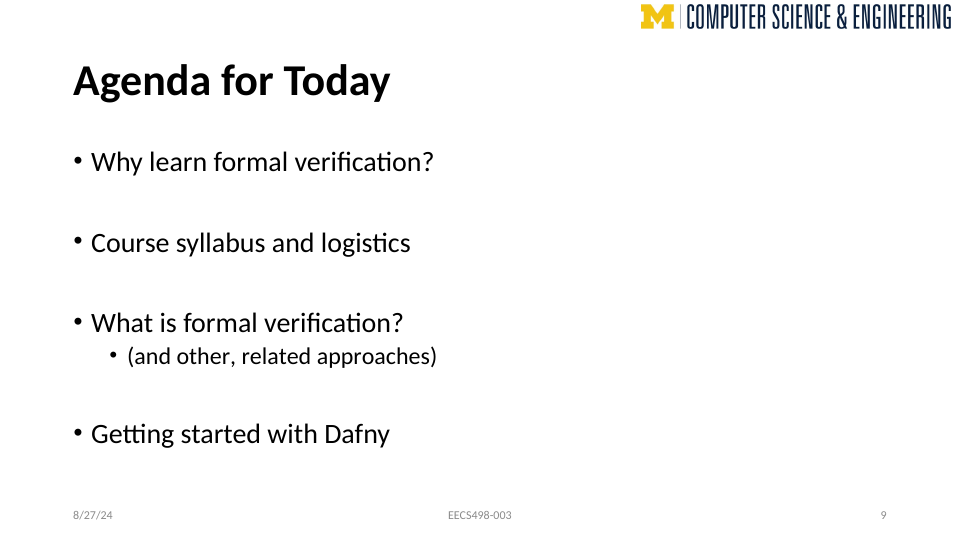 M | COMPUTER SCIENCE & ENGINEERING
Agenda for Today
• Why learn formal verification?
• Course syllabus and logistics
• What is formal verification?
• (and other, related approaches)
• Getting started with Dafny
8/27/24 EECS498-003 9